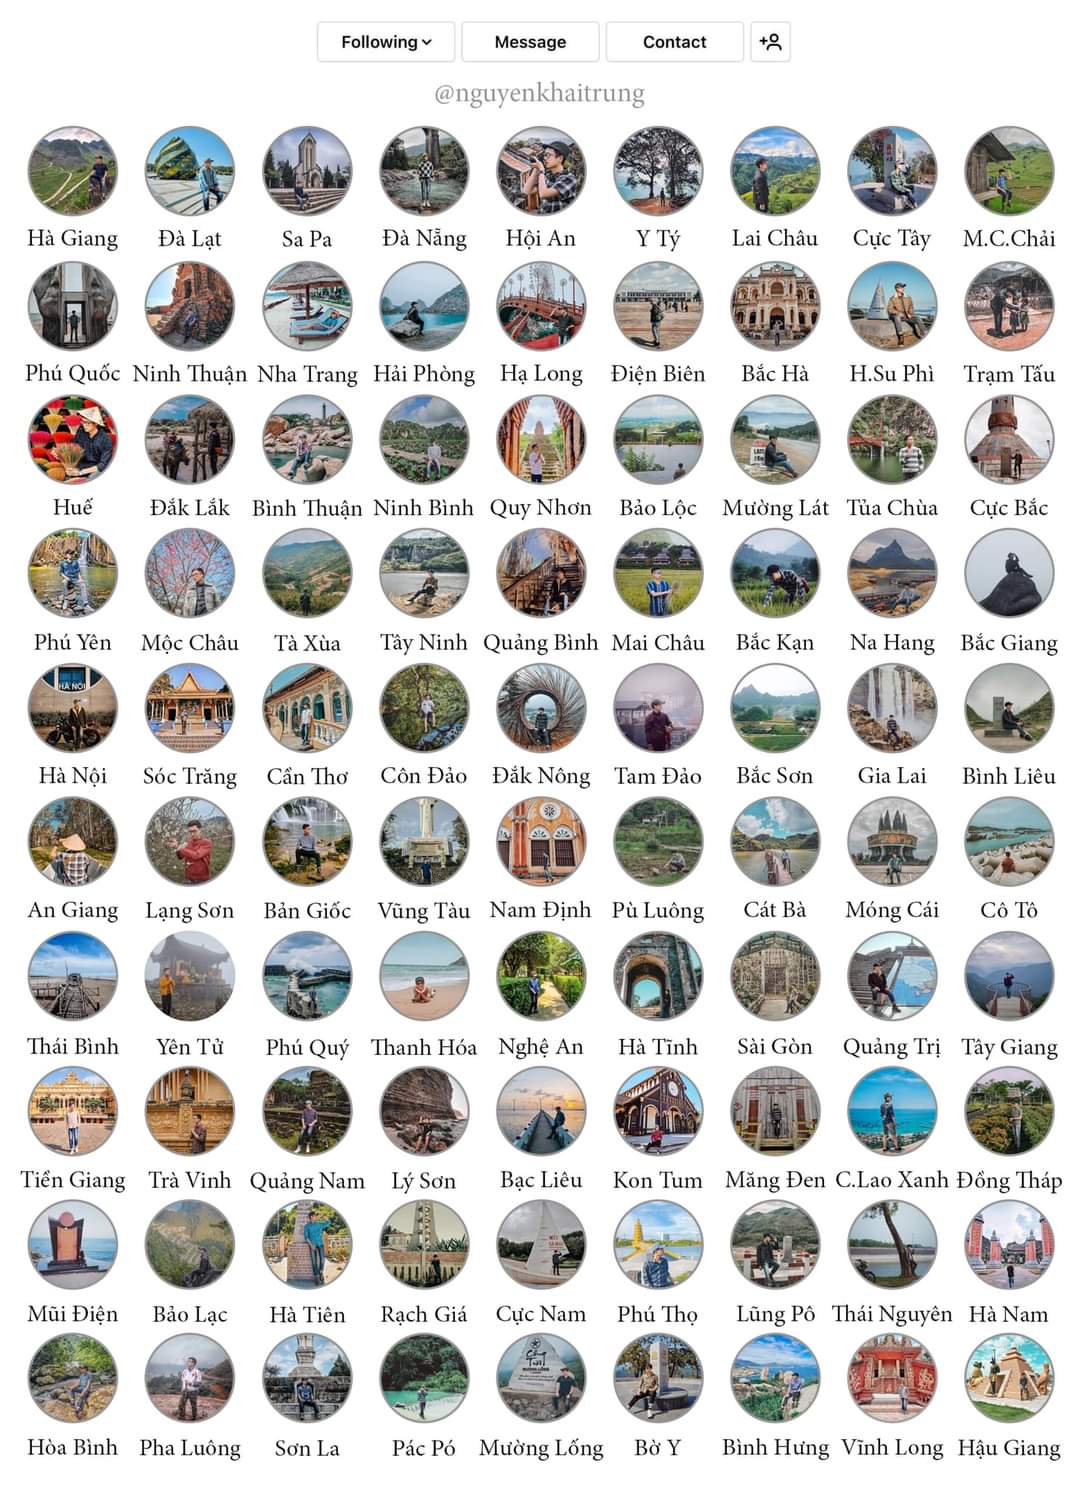 Following
Message
Contact
@nguyenkhaitrung
Hà Giang
Đà Lạt
Sa Pa
Đà Nẵng
Hội An
Y Tý
Lai Châu
Cực Tây
M.C.Chải
Phú Quốc
Ninh Thuận
Nha Trang
Hải Phòng
Hạ Long
Điện Biên
Bắc Hà
H.Su Phì
Trạm Tấu
Huế
Đắk Lắk
Bình Thuận
Ninh Bình
Quy Nhơn
Bảo Lộc
Mường Lát
Tủa Chùa
Cực Bắc
Phú Yên
Mộc Châu
Tà Xùa
Tây Ninh
Quảng Bình
Mai Châu
Bắc Kạn
Na Hang
Bắc Giang
HÀ NỘI
Hà Nội
Sóc Trăng
Cần Thơ
Côn Đảo
Đắk Nông
Tam Đảo
Bắc Sơn
Gia Lai
Bình Liêu
An Giang
Lạng Sơn
Bản Giốc
Vũng Tàu
Nam Định
Pù Luông
Cát Bà
Móng Cái
Cô Tô
Thái Bình
Yên Tử
Phú Quý
Thanh Hóa
Nghệ An
Hà Tĩnh
Sài Gòn
Quảng Trị
Tây Giang
Tiền Giang
Trà Vinh
Quảng Nam
Lý Sơn
Bạc Liêu
Kon Tum
Măng Đen
C.Lao Xanh
Đồng Tháp
Mũi Điện
Bảo Lạc
Hà Tiên
Rạch Giá
Cực Nam
Phú Thọ
Lũng Pô
Thái Nguyên
Hà Nam
MƯỜNG LỐNG
Hòa Bình
Pha Luông
Sơn La
Pác Pó
Mường Lống
Bờ Y
Bình Hưng
Vĩnh Long
Hậu Giang